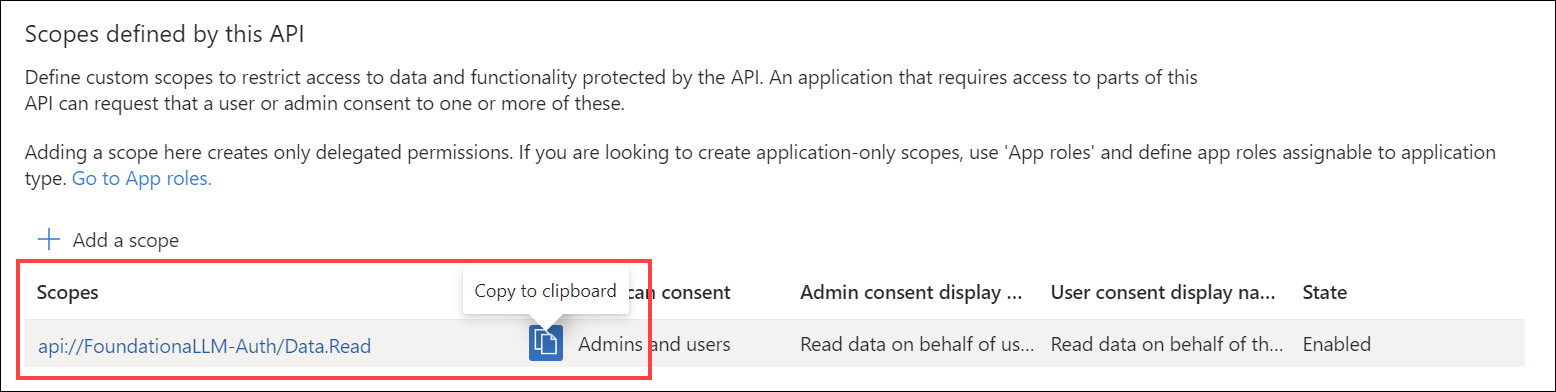 Scopes defined by this API
Define custom scopes to restrict access to data and functionality protected by the API. An application that requires access to parts of this
API can request that a user or admin consent to one or more of these.
Adding a scope here creates only delegated permissions. If you are looking to create application-only scopes, use 'App roles' and define app roles assignable to application
type. Go to App roles.
Add a scope
Copy to clipboard
Scopes can consent Admin consent display ... User consent display na... State
api://FoundationaLLM-Auth/Data.Read Admins and users Read data on behalf of us... Read data on behalf of th... Enabled